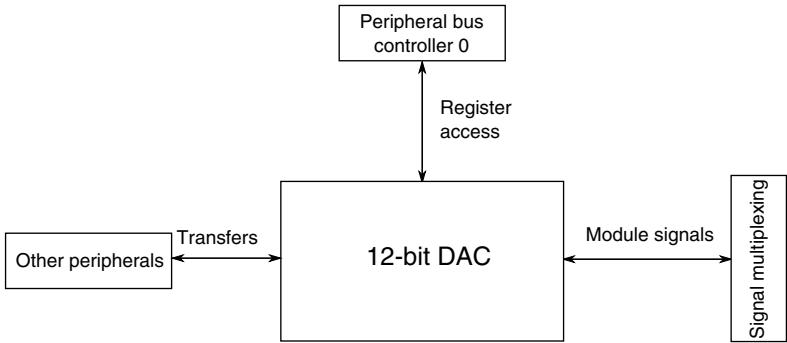 Peripheral bus
controller 0
Register
access
Transfers
Other peripherals
12-bit DAC
Module signals
Signal multiplexing